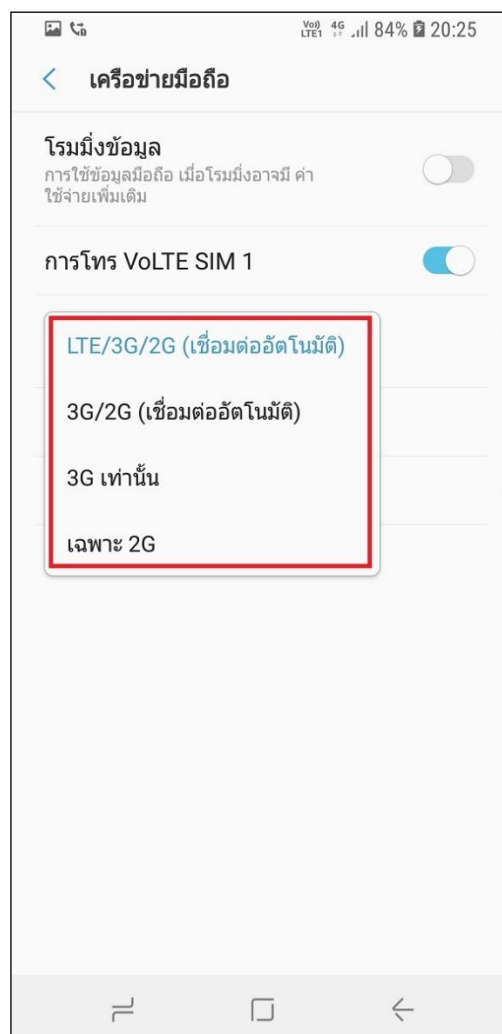 Vo)) LTE1 4G 84% 20:25
เครือข่ายมือถือ
โรมมิ่งข้อมูล
การใช้ข้อมูลมือถือ เมื่อโรมมิ่งอาจมี ค่า
ใช้จ่ายเพิ่มเติม
การโทร VoLTE SIM 1
LTE/3G/2G (เชื่อมต่ออัตโนมัติ)
3G/2G (เชื่อมต่ออัตโนมัติ)
3G เท่านั้น
เฉพาะ 2G